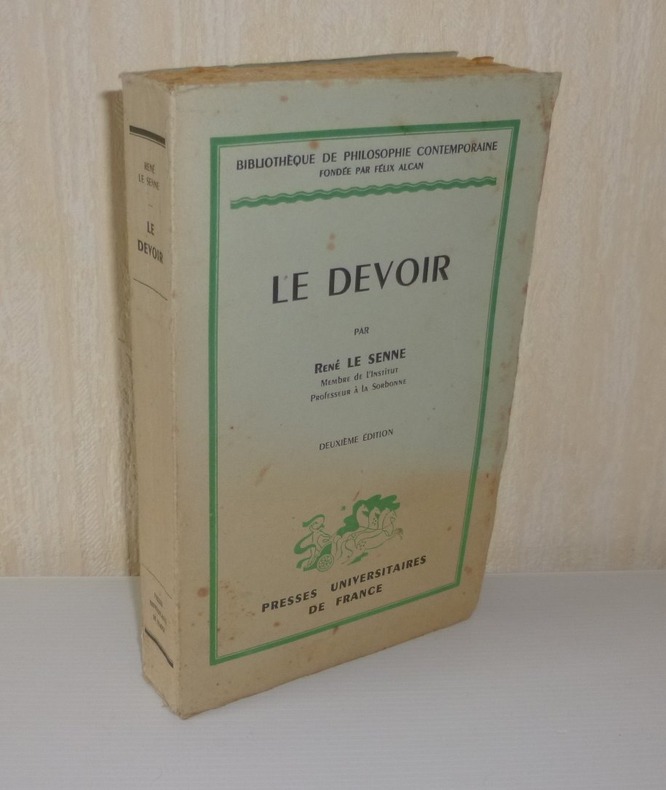 RENÉ
LE SENNE
LE
DEVOIR
BIBLIOTHÈQUE DE PHILOSOPHIE CONTEMPORAINE
FONDÉE PAR FÉLIX ALCAN
LE DEVOIR
PAR
RENÉ LE SENNE
MEMBRE DE L'INSTITUT
PROFESSEUR À LA SORBONNE
DEUXIÈME ÉDITION
PRESSES UNIVERSITAIRES
DE FRANCE